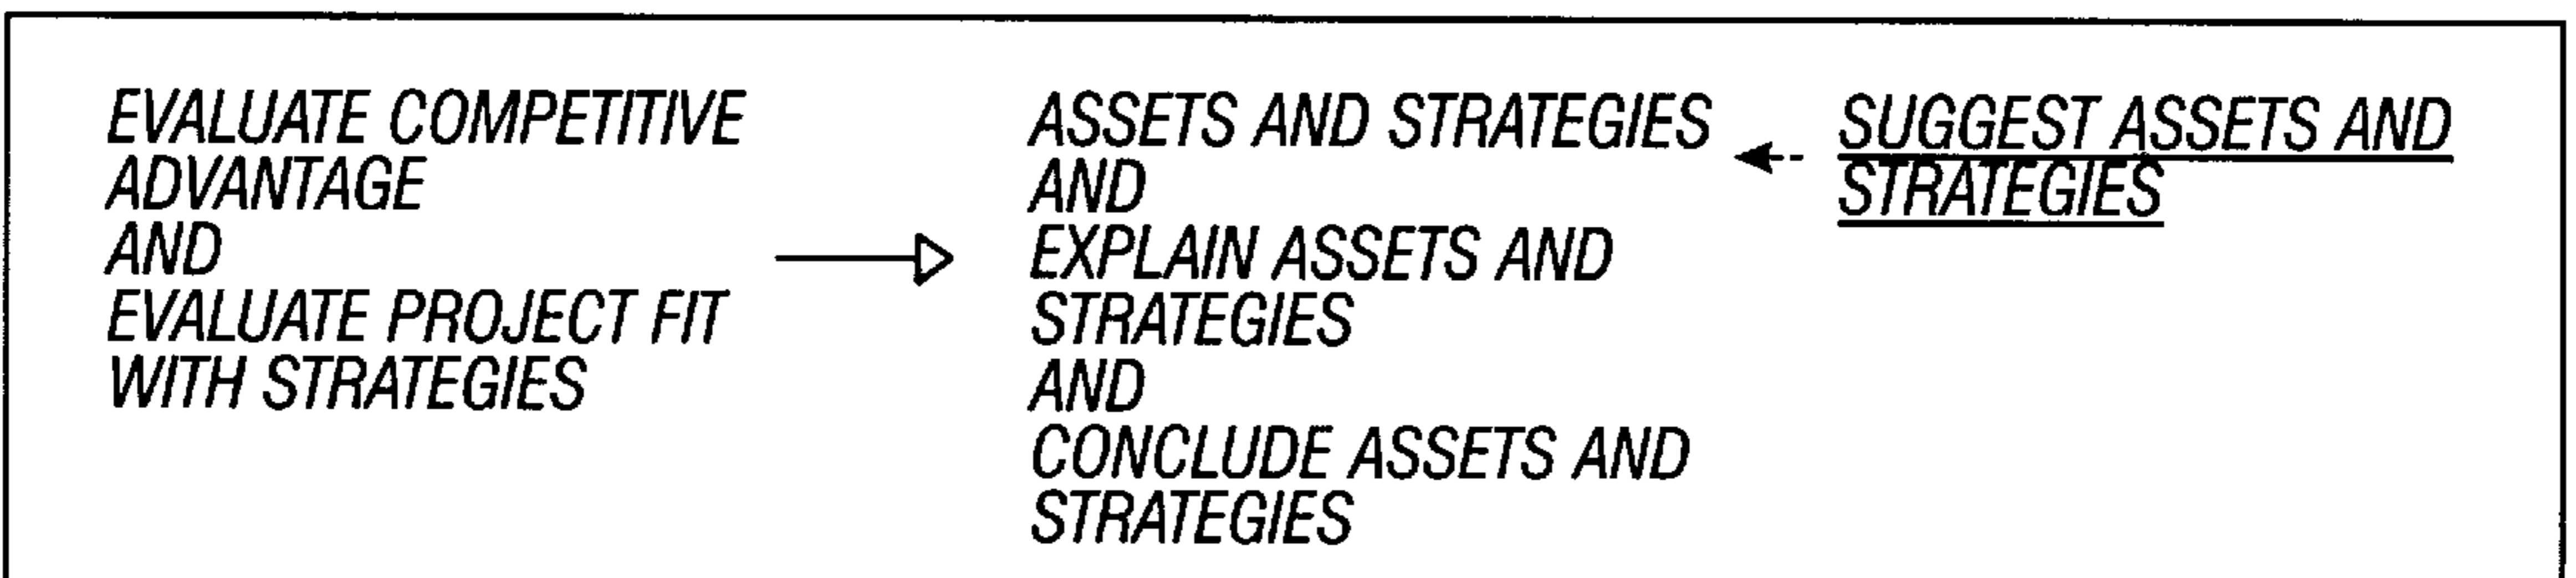 EVALUATE COMPETITIVE
ADVANTAGE
AND
EVALUATE PROJECT FIT
WITH STRATEGIES
ASSETS AND STRATEGIES
AND
EXPLAIN ASSETS AND
STRATEGIES
AND
CONCLUDE ASSETS AND
STRATEGIES
SUGGEST ASSETS AND
STRATEGIES